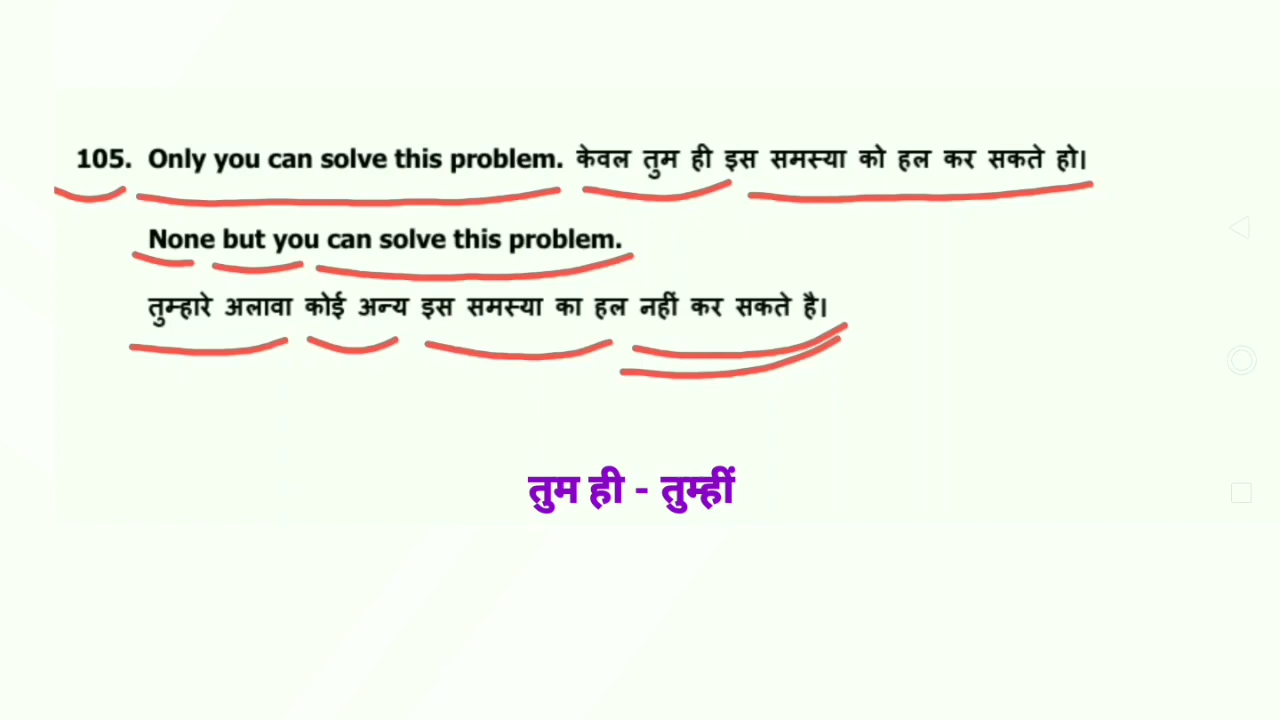 105. Only you can solve this problem. केवल तुम ही इस समस्या को हल कर सकते हो।
None but you can solve this problem.
तुम्हारे अलावा कोई अन्य इस समस्या का हल नहीं कर सकते है।
तुम ही - तुम्हीं